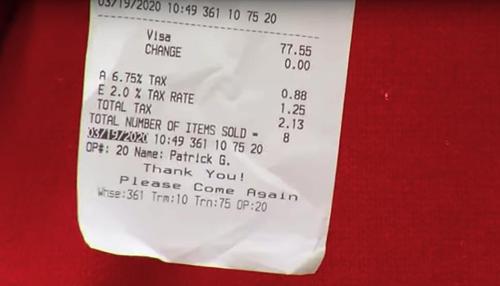 03/19/2020 10:49 361 10 75 20
Visa 77.55
CHANGE 0.00
A 6.75% TAX 0.88
E 2.0 % TAX RATE 1.25
TOTAL TAX 2.13
TOTAL NUMBER OF ITEMS SOLD = 8
03/19/2020 10:49 361 10 75 20
OP#: 20 Name: Patrick G.
Thank You!
Please Come Again
Whse:361 Trm:10 Trn:75 OP:20